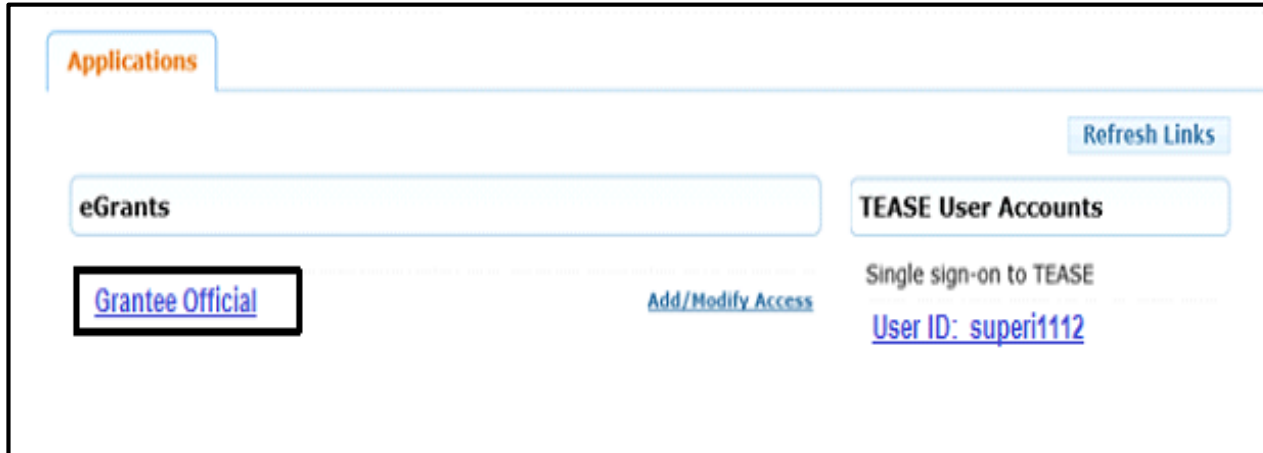 Applications
Refresh Links
eGrants
TEASE User Accounts
Single sign-on to TEASE
Grantee Official
Add/Modify Access
User ID: superi1112